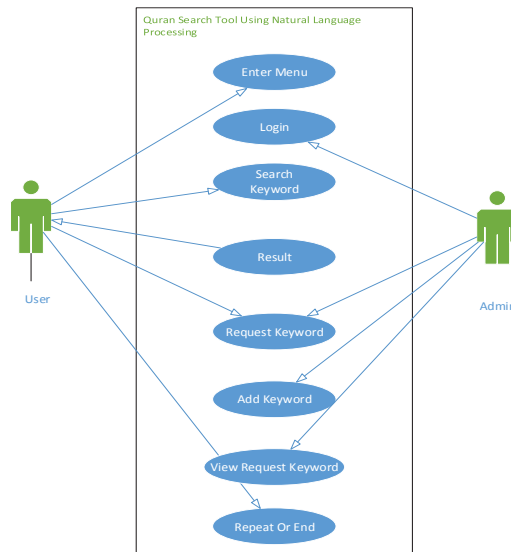 Quran Search Tool Using Natural Language
Processing
Enter Menu
Login
Search
Keyword
Result
User
Admin
Request Keyword
Add Keyword
View Request Keyword
Repeat Or End